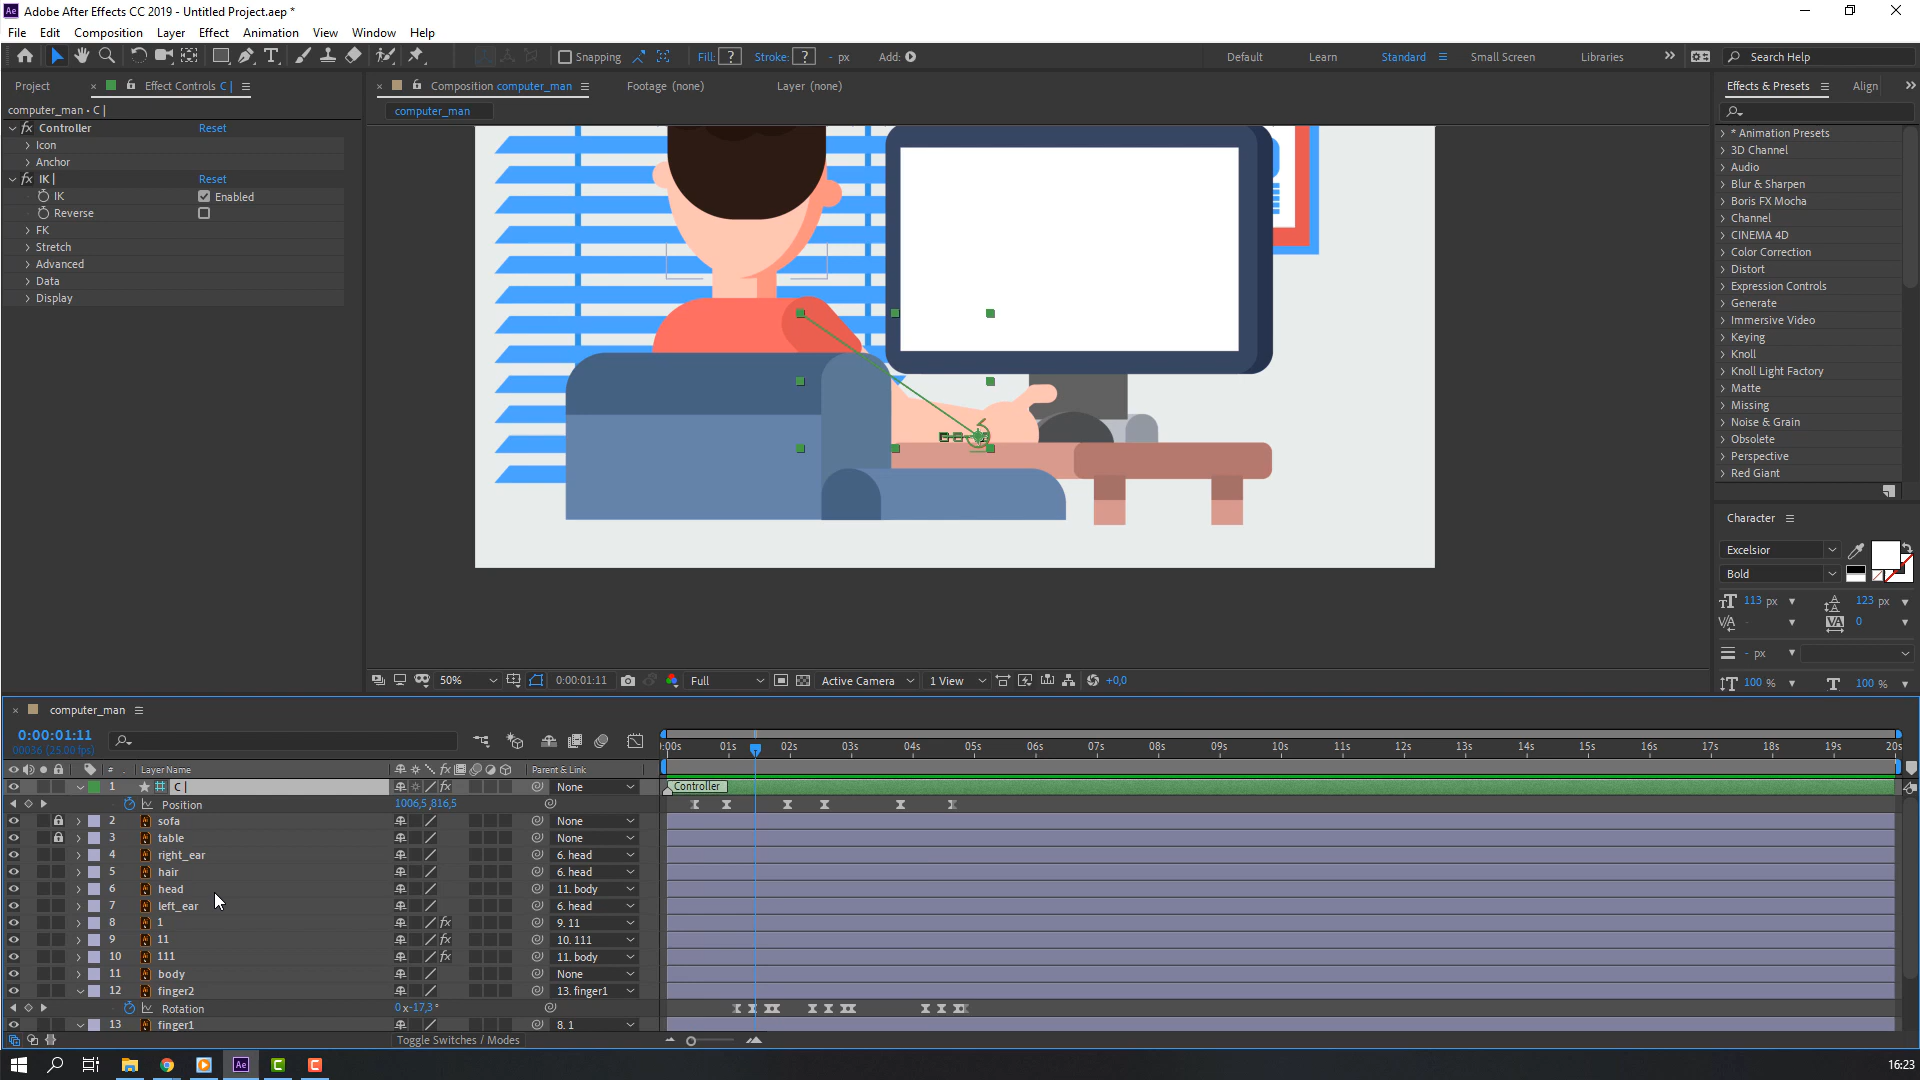 Adobe After Effects CC 2019 - Untitled Project.aep *
File Edit Composition Layer Effect Animation View Window Help
Snapping Fill: ? Stroke: ? - px Add: Default Learn Standard Small Screen Libraries Search Help
Project Effect Controls C | Composition computer_man Footage (none) Layer (none) Effects & Presets Align
computer_man • C |
computer_man
fx Controller Reset
Icon
Anchor
fx IK | Reset
IK Enabled
Reverse
FK
Stretch
Advanced
Data
Display
* Animation Presets
3D Channel
Audio
Blur & Sharpen
Boris FX Mocha
Channel
CINEMA 4D
Color Correction
Distort
Expression Controls
Generate
Immersive Video
Keying
Knoll
Knoll Light Factory
Matte
Missing
Noise & Grain
Obsolete
Perspective
Red Giant
Character
Excelsior
Bold
113 px 123 px
- 0
- px
100 % 100 %
50% 0:00:01:11 Full Active Camera 1 View +0,0
computer_man
0:00:01:11
00036 (25.00 fps)
:00s 01s 02s 03s 04s 05s 06s 07s 08s 09s 10s 11s 12s 13s 14s 15s 16s 17s 18s 19s 20s
# . Layer Name Parent & Link
1 C | None Controller
Position 1006,5,816,5
2 sofa None
3 table None
4 right_ear 6. head
5 hair 6. head
6 head 11. body
7 left_ear 6. head
8 1 fx 9. 11
9 11 fx 10. 111
10 111 fx 11. body
11 body None
12 finger2 13. finger1
Rotation 0x-17,3°
13 finger1 8. 1
Toggle Switches / Modes
16:23